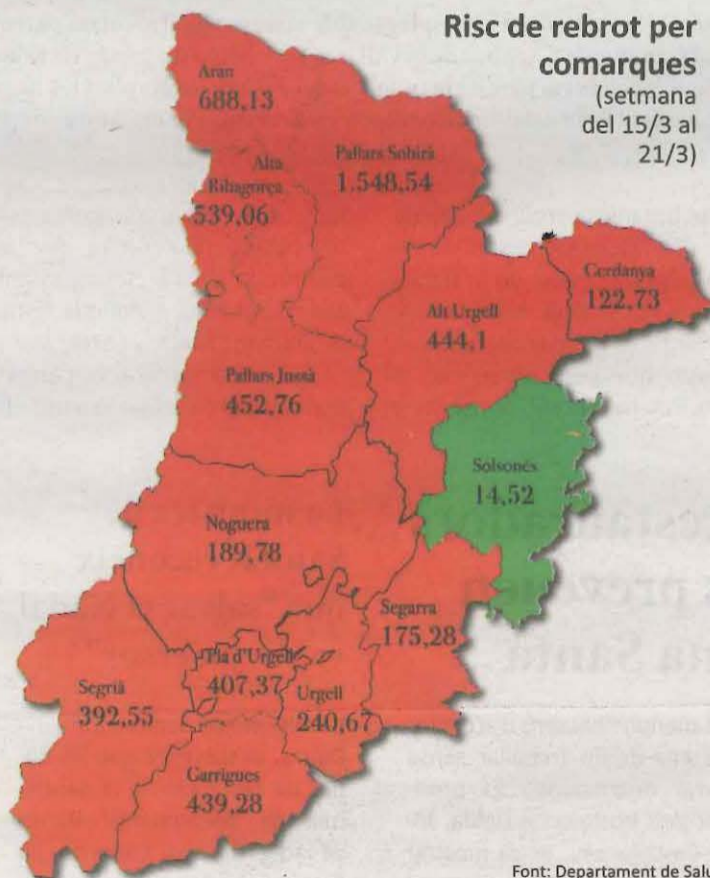 Risc de rebrot per
comarques
(setmana
del 15/3 al
21/3)
Aran
688,13
Alta
Ribagorça
539,06
Pallars Sobirà
1.548,54
Cerdanya
122,73
Alt Urgell
444,1
Pallars Jussà
452,76
Solsonès
14,52
Noguera
189,78
Segarra
175,28
Pla d'Urgell
407,37
Urgell
240,67
Segrià
392,55
Garrigues
439,28
Font: Departament de Salu